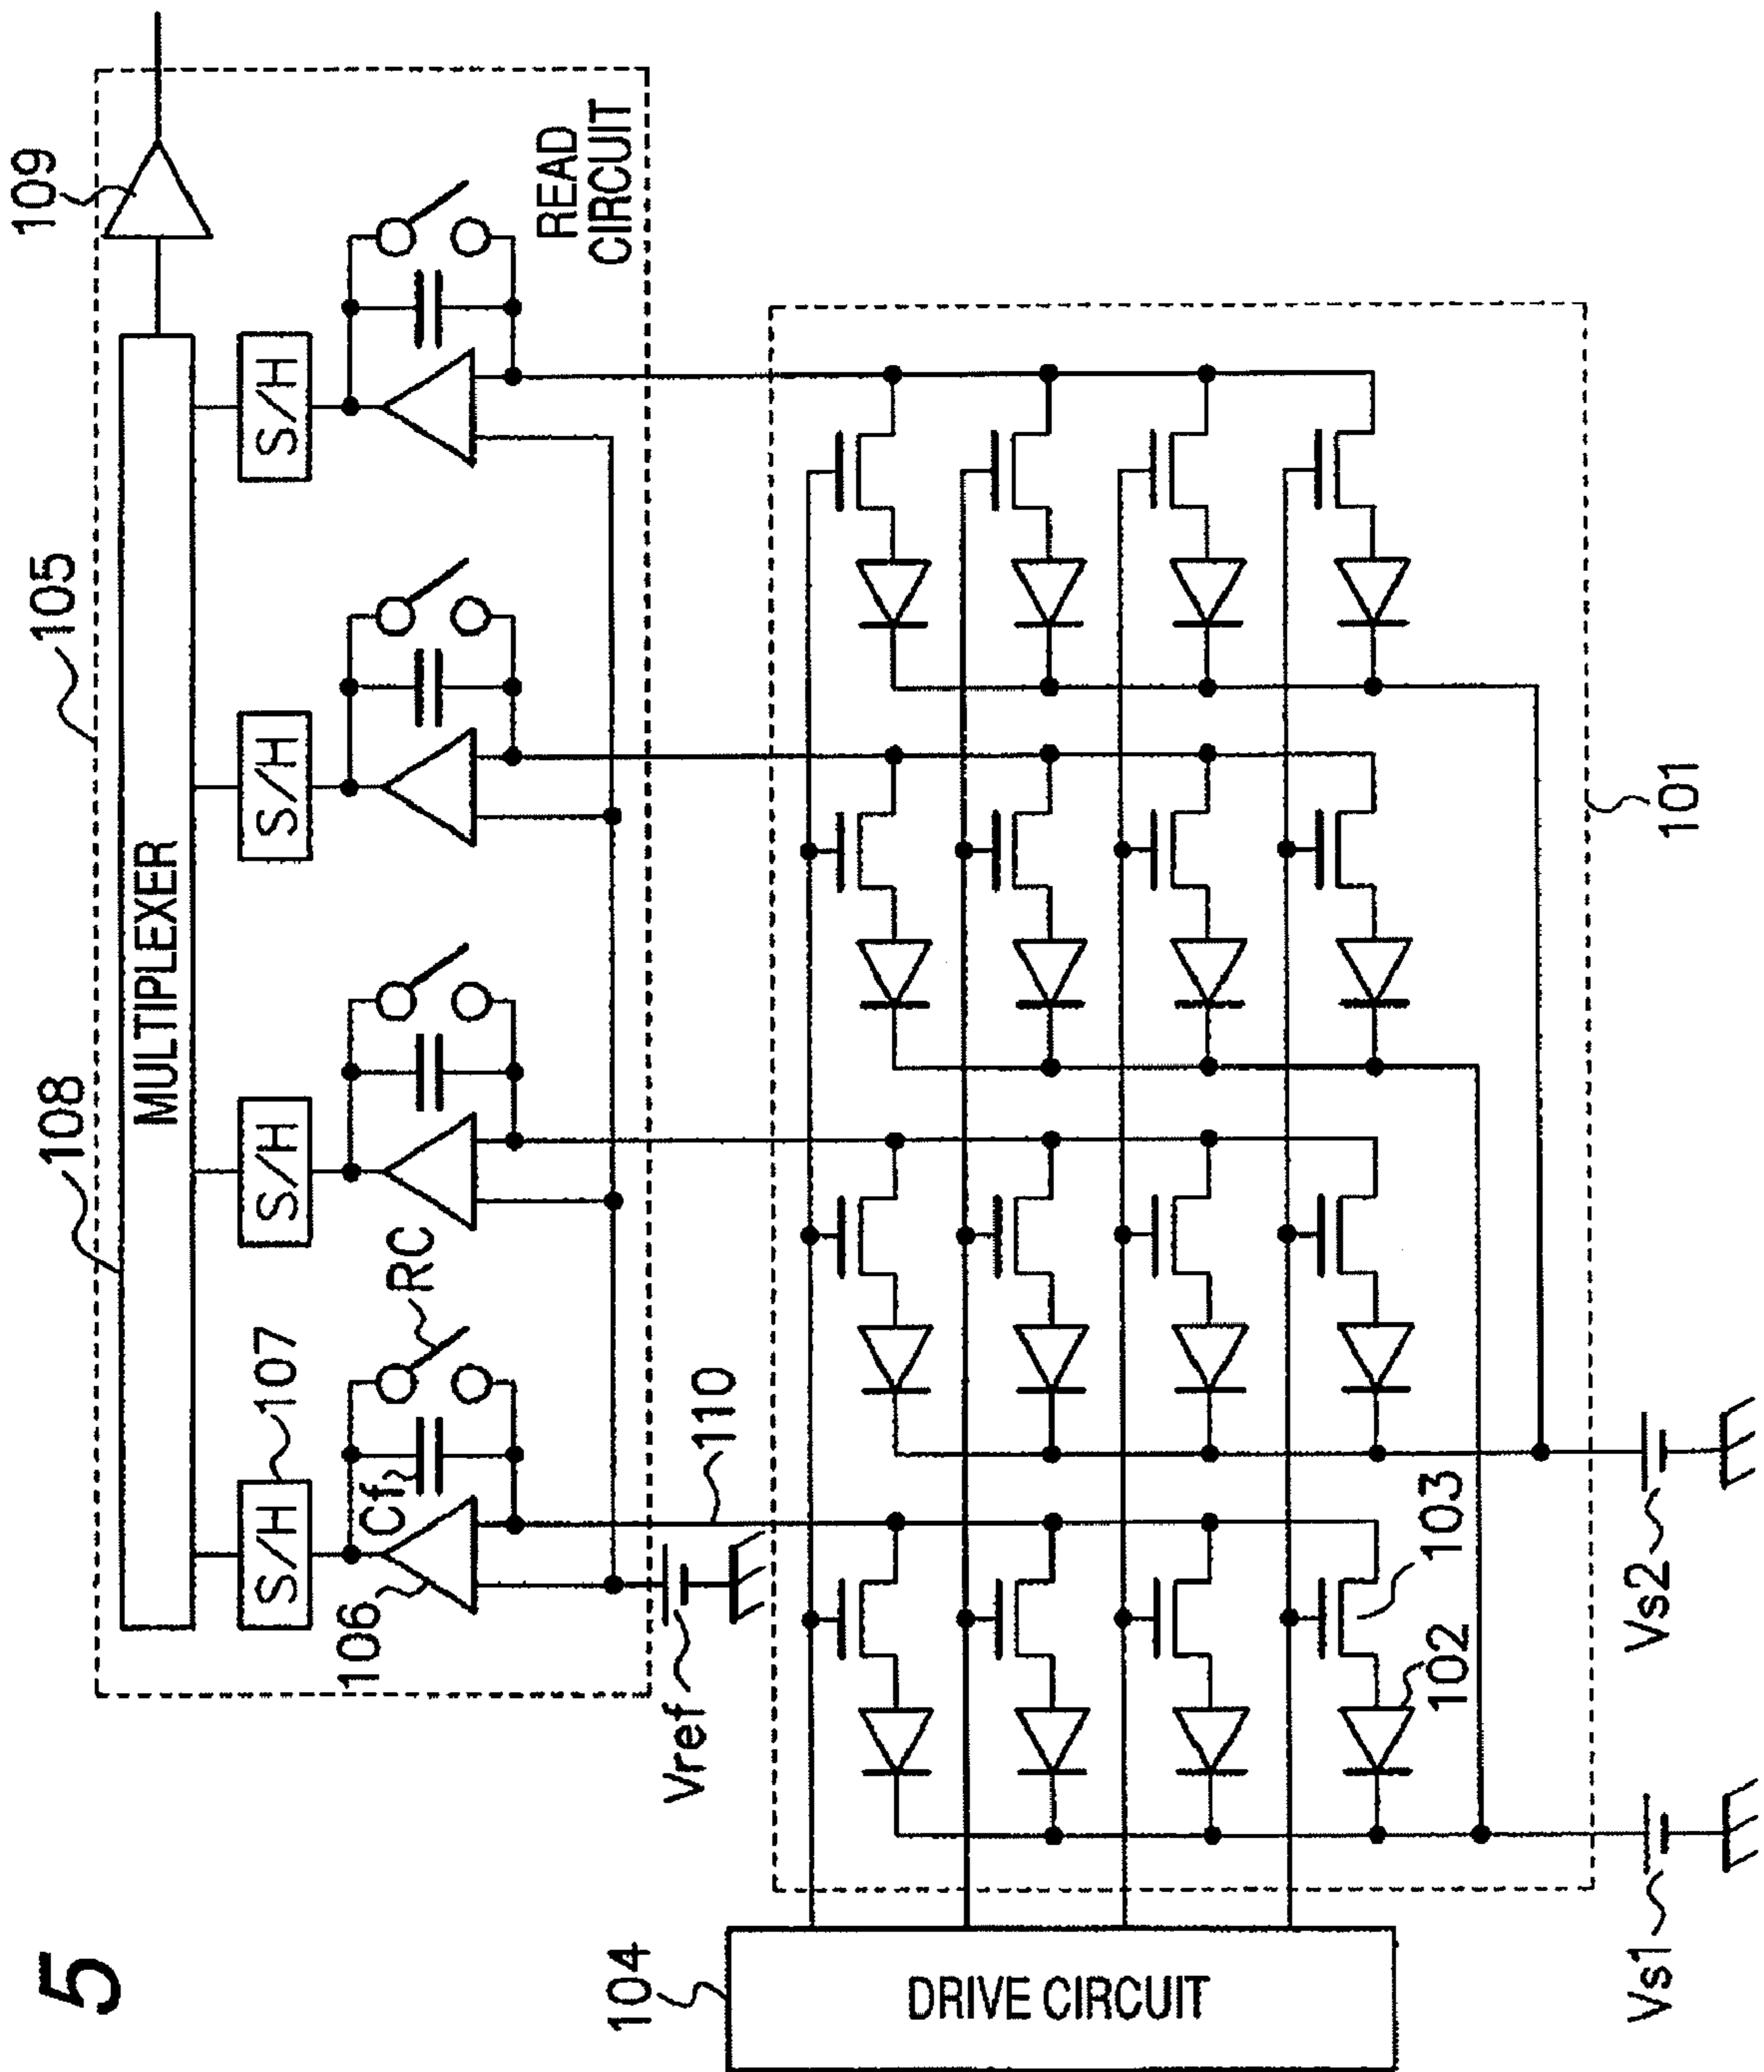 5
109
105
108
MULTIPLEXER
READ
CIRCUIT
S/H
S/H
S/H
S/H
107
RC
Cf
106
110
Vref
104
DRIVE CIRCUIT
103
102
101
Vs1
Vs2